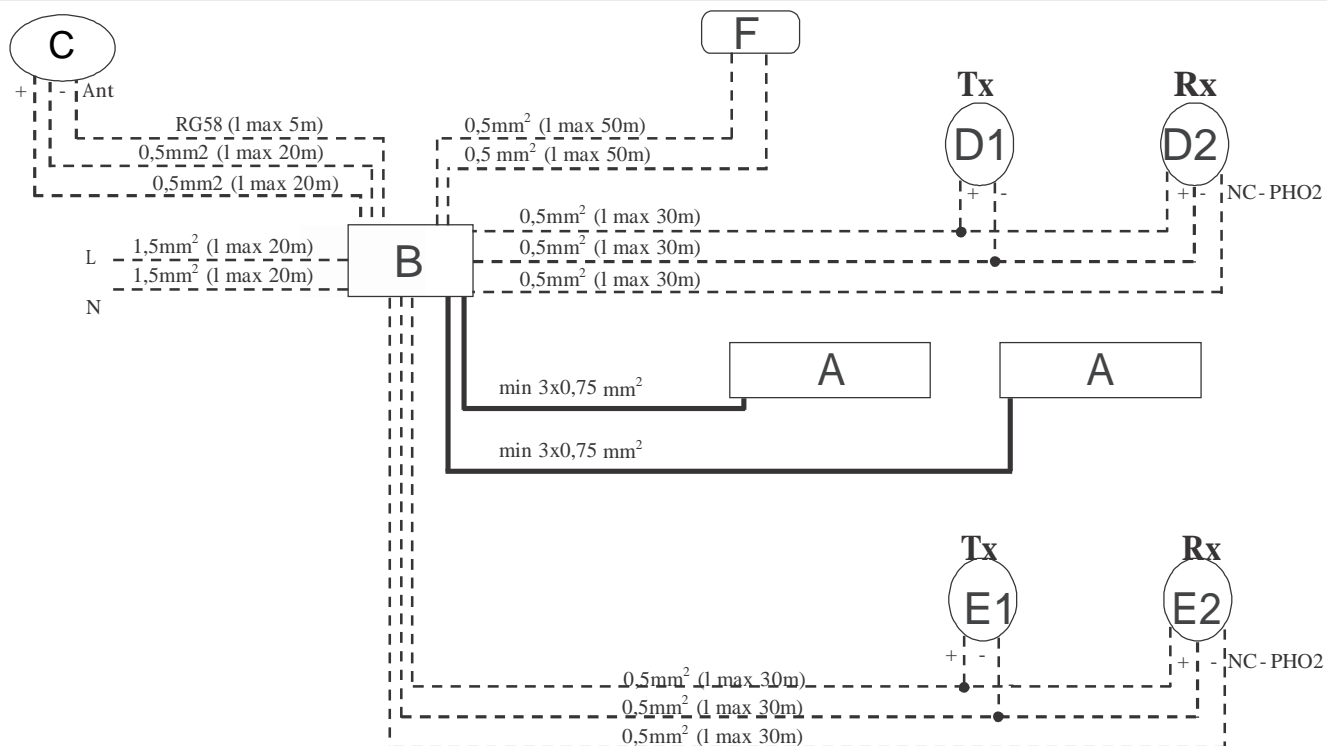 C
F
+
-
Ant
Tx
Rx
RG58 (l max 5m)
0,5mm² (l max 50m)
0,5mm2 (l max 20m)
0,5 mm² (l max 50m)
D1
D2
0,5mm2 (l max 20m)
+
-
+
-
NC-PHO2
0,5mm² (l max 30m)
L
1,5mm² (l max 20m)
B
0,5mm² (l max 30m)
1,5mm² (l max 20m)
0,5mm² (l max 30m)
N
A
A
min 3x0,75 mm²
min 3x0,75 mm²
Tx
Rx
E1
E2
+
-
+
-
NC-PHO2
0,5mm² (l max 30m)
-
0,5mm² (l max 30m)
0,5mm² (l max 30m)